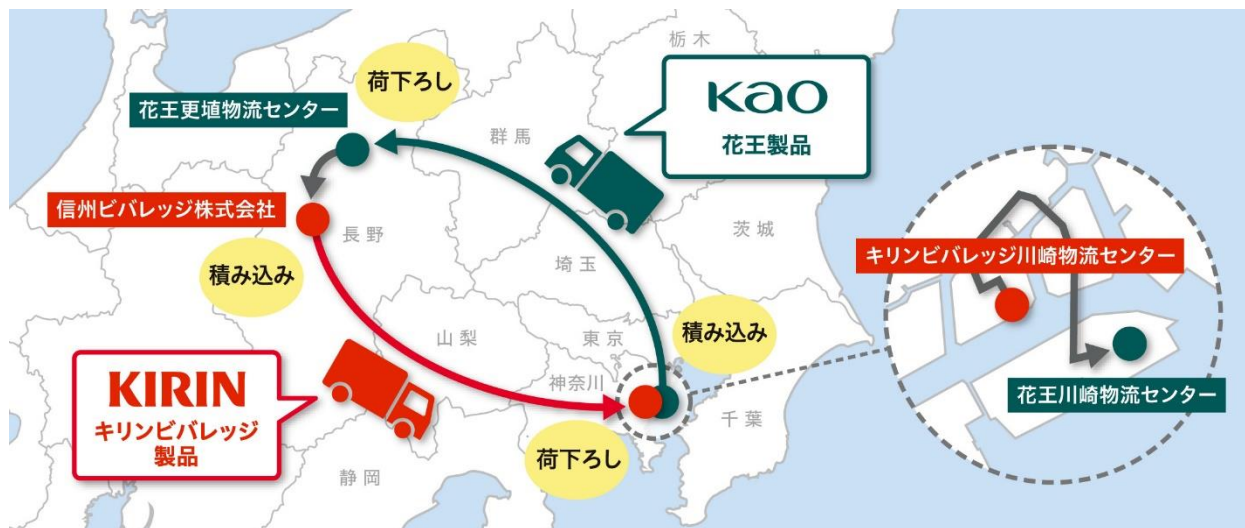 栃木
荷下ろし
Kao
花王製品
花王更埴物流センター
群馬
信州ビバレッジ株式会社
長野
茨城
キリンビバレッジ川崎物流センター
積み込み
埼玉
山梨
東京
積み込み
KIRIN
キリンビバレッジ
製品
神奈川
花王川崎物流センター
千葉
荷下ろし
静岡